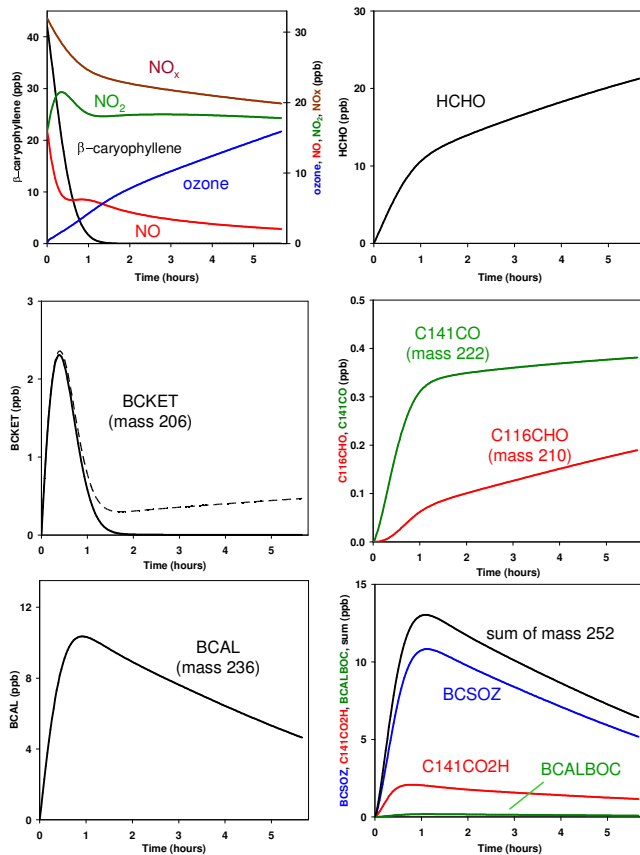 40
30
20
10
0
30
20
10
0
NOₓ
NO₂
β−caryophyllene
ozone
NO
β-caryophyllene (ppb)
ozone, NO, NO₂, NOx (ppb)
0 1 2 3 4 5
Time (hours)
30
20
10
0
HCHO
HCHO (ppb)
0 1 2 3 4 5
Time (hours)
3
2
1
0
BCKET
(mass 206)
BCKET (ppb)
0 1 2 3 4 5
Time (hours)
0.5
0.4
0.3
0.2
0.1
0.0
C141CO
(mass 222)
C116CHO
(mass 210)
C116CHO, C141CO (ppb)
0 1 2 3 4 5
Time (hours)
12
8
4
0
BCAL
(mass 236)
BCAL (ppb)
0 1 2 3 4 5
Time (hours)
15
10
5
0
sum of mass 252
BCSOZ
C141CO2H
BCALBOC
BCSOZ, C141CO2H, BCALBOC, sum (ppb)
0 1 2 3 4 5
Time (hours)